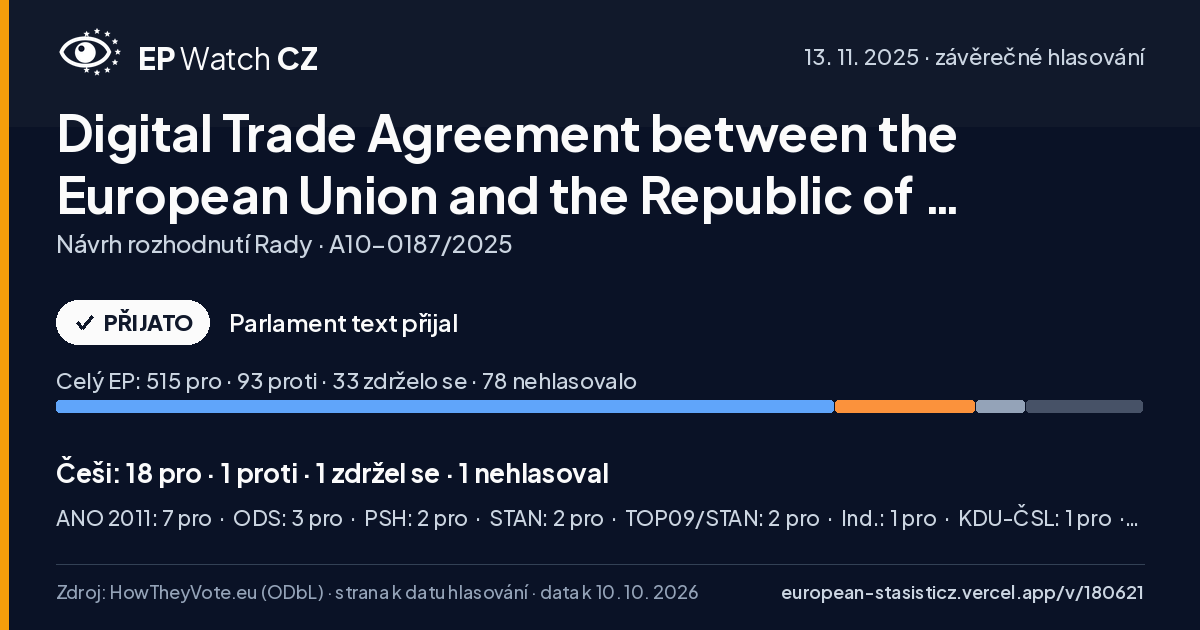 EP Watch CZ
13. 11. 2025 · závěrečné hlasování
Digital Trade Agreement between the
European Union and the Republic of …
Návrh rozhodnutí Rady · A10-0187/2025
✓ PŘIJATO
Parlament text přijal
Celý EP: 515 pro · 93 proti · 33 zdrželo se · 78 nehlasovalo
Češi: 18 pro · 1 proti · 1 zdržel se · 1 nehlasoval
ANO 2011: 7 pro · ODS: 3 pro · PSH: 2 pro · STAN: 2 pro · TOP09/STAN: 2 pro · Ind.: 1 pro · KDU-ČSL: 1 pro ·…
Zdroj: HowTheyVote.eu (ODbL) · strana k datu hlasování · data k 10. 10. 2026
european-stasisticz.vercel.app/v/180621